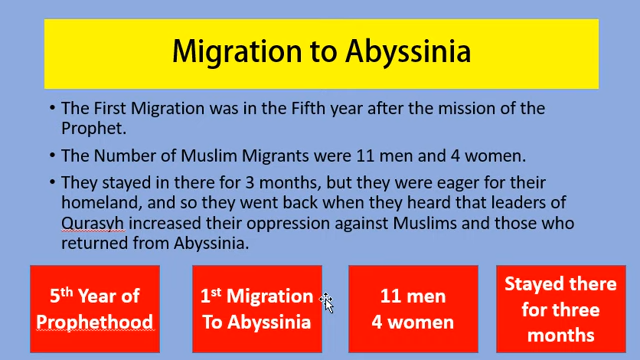 Migration to Abyssinia
• The First Migration was in the Fifth year after the mission of the
Prophet.
• The Number of Muslim Migrants were 11 men and 4 women.
• They stayed in there for 3 months, but they were eager for their
homeland, and so they went back when they heard that leaders of
Qurasyh increased their oppression against Muslims and those who
returned from Abyssinia.
5th Year of
Prophethood
1st Migration
To Abyssinia
11 men
4 women
Stayed there
for three
months